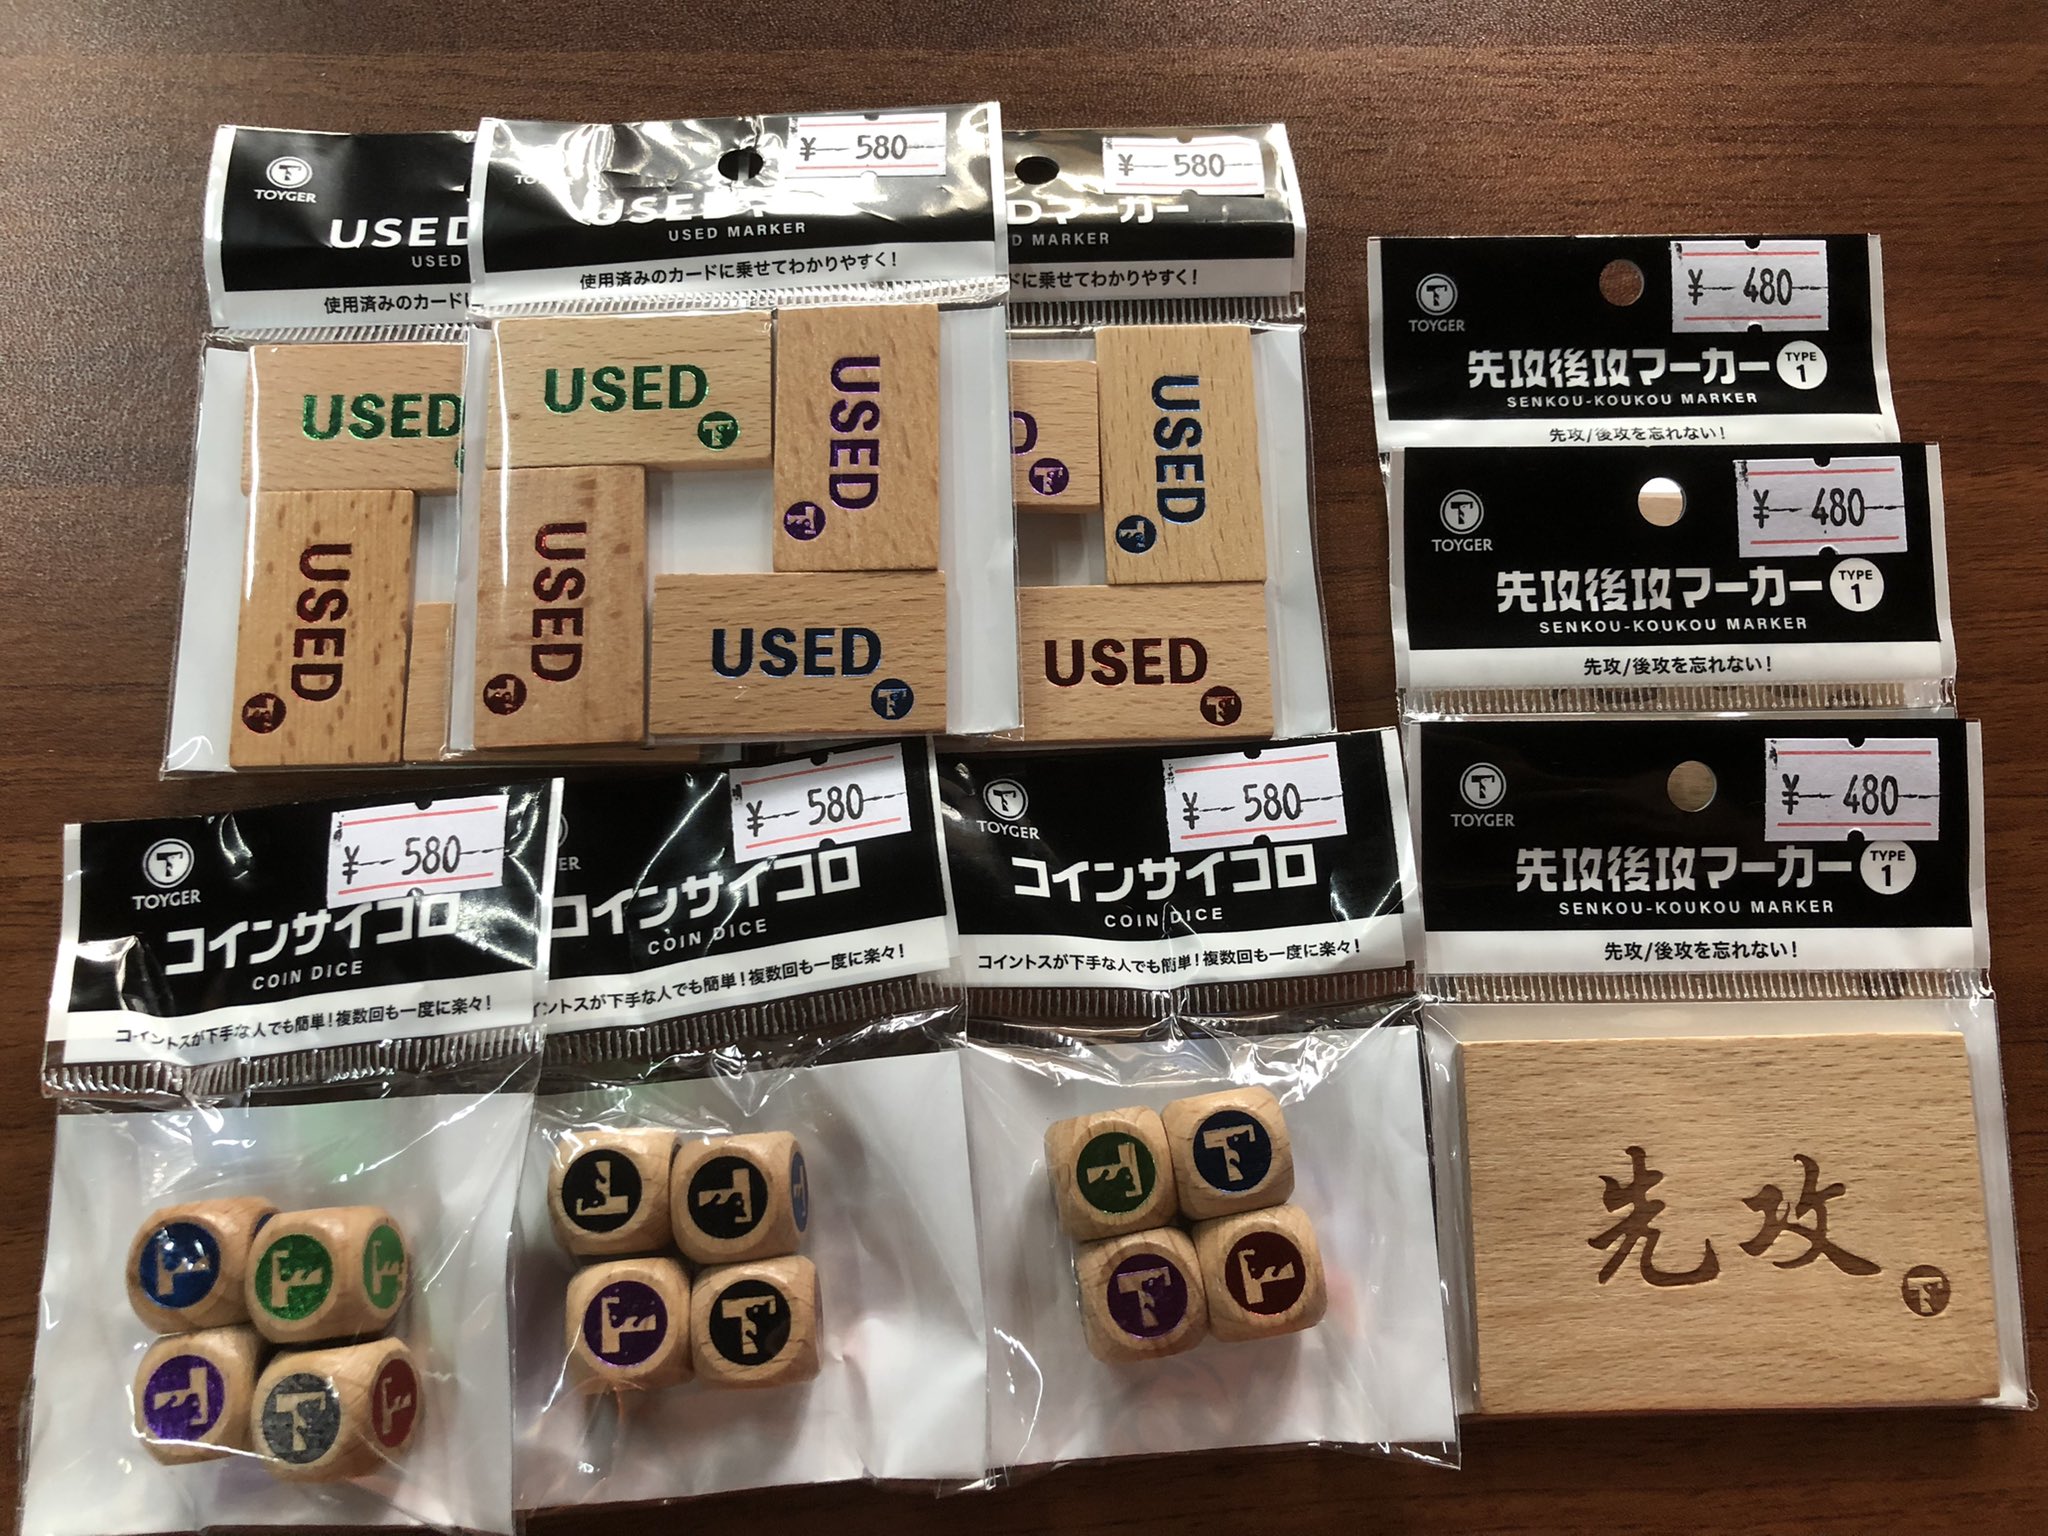 TOYGER
USED
USED
使用済みのカードに
USED
USED
¥ 580
USEDマ
USED MARKER
使用済みのカードに乗せてわかりやすく!
USED
USED
USED
USED
¥ 580
Dマーカー
D MARKER
ドに乗せてわかりやすく!
D
USED
USED
TOYGER
¥ 480
先攻後攻マーカー TYPE 1
SENKOU-KOUKOU MARKER
先攻/後攻を忘れない!
TOYGER
¥ 480
先攻後攻マーカー TYPE 1
SENKOU-KOUKOU MARKER
先攻/後攻を忘れない!
TOYGER
¥ 480
先攻後攻マーカー TYPE 1
SENKOU-KOUKOU MARKER
先攻/後攻を忘れない!
先攻
TOYGER
¥ 580
コインサイコロ
COIN DICE
コイントスが下手な人でも簡単!複数回も一度に楽々!
ER
¥ 580
コインサイコロ
COIN DICE
イントスが下手な人でも簡単!複数回も一度に楽々!
TOYGER
¥ 580
コインサイコロ
COIN DICE
コイントスが下手な人でも簡単!複数回も一度に楽々!